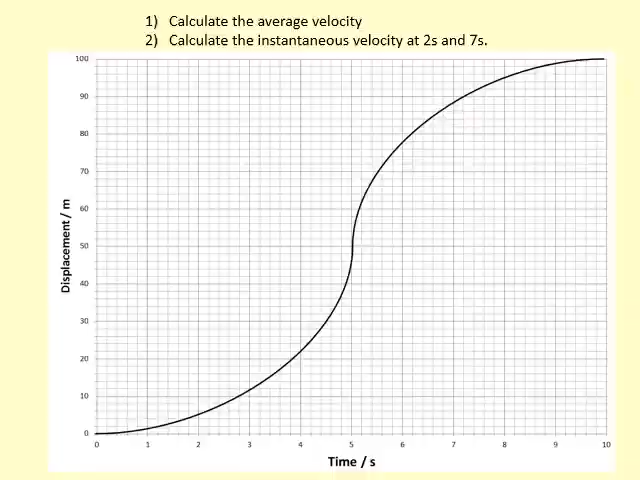 1) Calculate the average velocity
2) Calculate the instantaneous velocity at 2s and 7s.
100
90
80
70
60
50
40
30
20
10
0
Displacement / m
0 1 2 3 4 5 6 7 8 9 10
Time / s